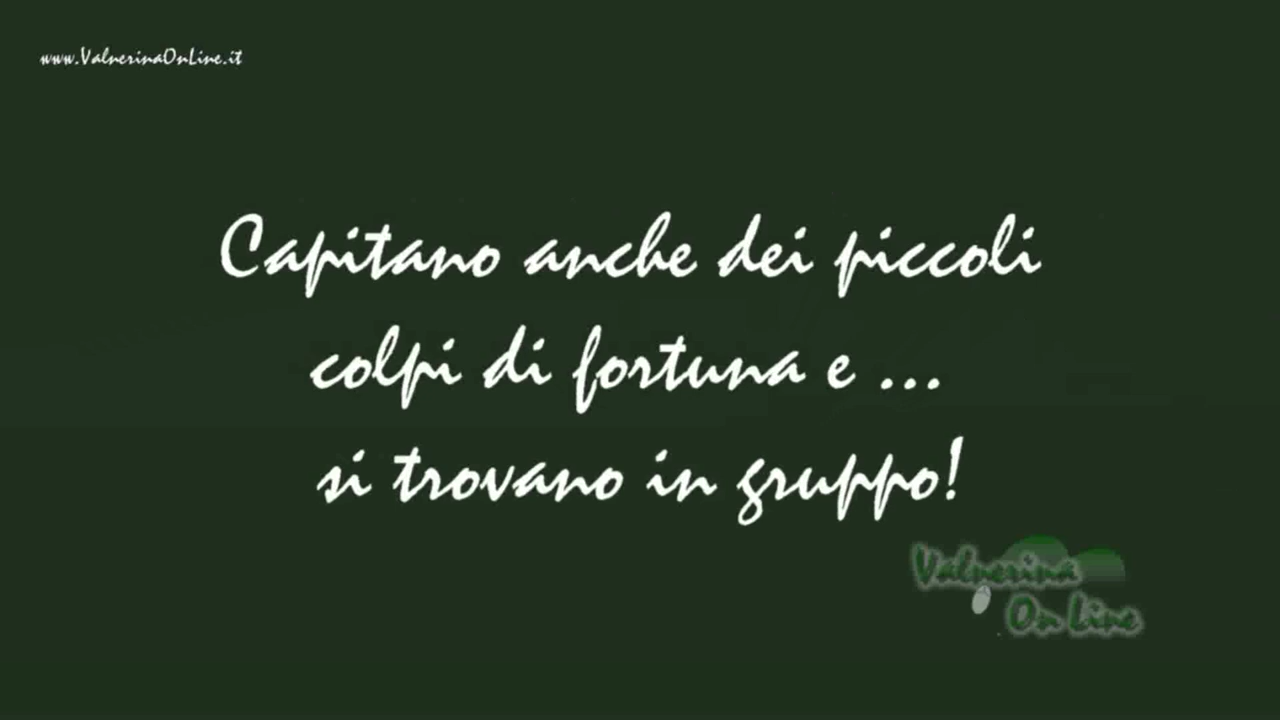 www.ValnerinaOnLine.it
Capitano anche dei piccoli
colpi di fortuna e ...
si trovano in gruppo!
Valnerina
On Line